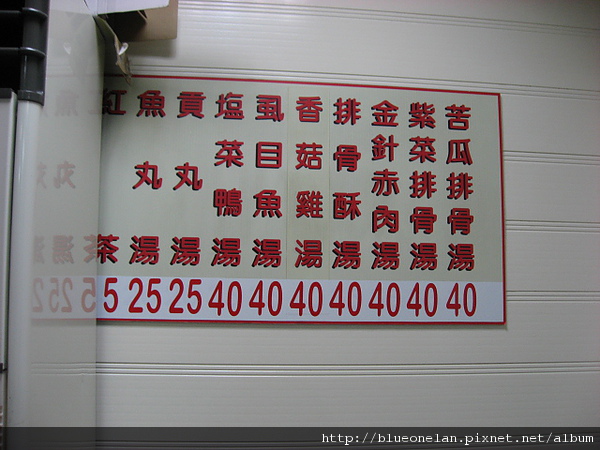 苦瓜排骨湯 40
紫菜排骨湯 40
金針赤肉湯 40
排骨酥湯 40
香菇雞湯 40
虱目魚湯 40
塩菜鴨湯 40
貢丸湯 25
魚丸湯 25
紅茶 5
http://blueonelan.pixnet.net/album